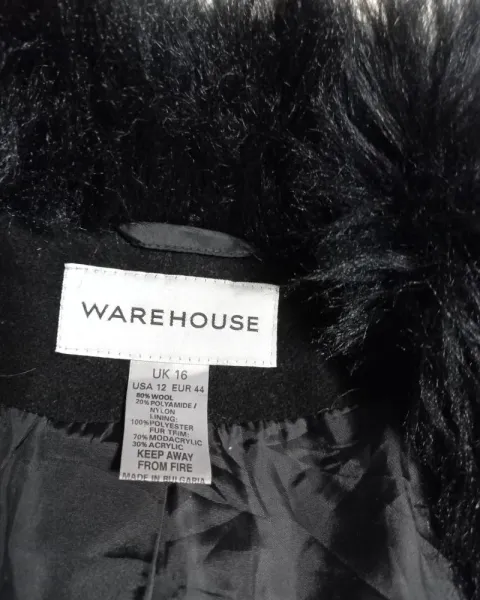 WAREHOUSE
UK 16
USA 12 EUR 44
80% WOOL
20% POLYAMIDE/
NYLON
LINING:
100% POLYESTER
FUR TRIM:
70% MODACRYLIC
30% ACRYLIC
KEEP AWAY
FROM FIRE
MADE IN BULGARIA